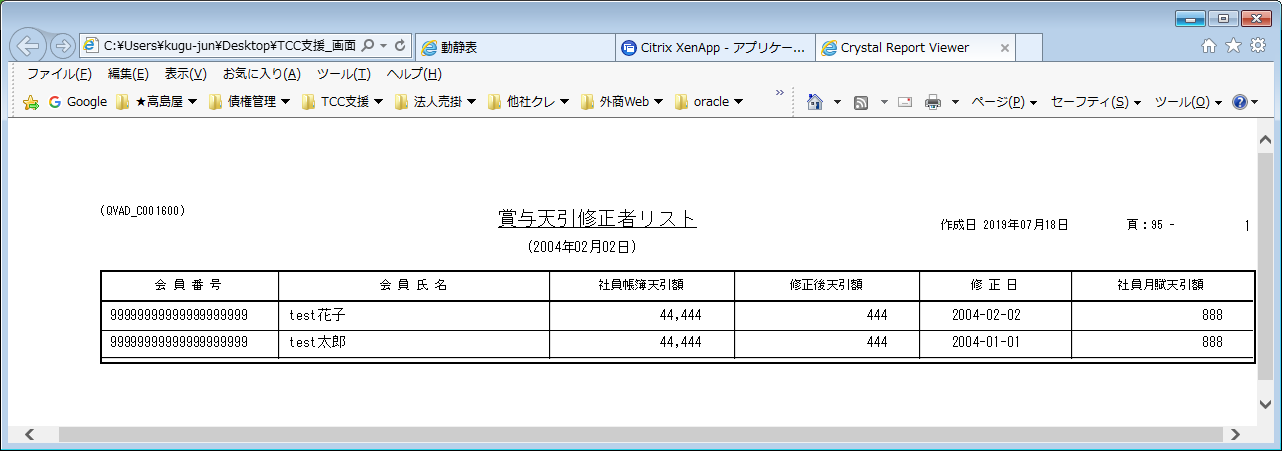 C:¥Users¥kugu-jun¥Desktop¥TCC支援_画面
動静表
Citrix XenApp - アプリケー...
Crystal Report Viewer
ファイル(F) 編集(E) 表示(V) お気に入り(A) ツール(T) ヘルプ(H)
Google ★高島屋 債権管理 TCC支援 法人売掛 他社クレ 外商Web oracle » ページ(P) セーフティ(S) ツール(O)
(QVAD_C001600)
賞与天引修正者リスト
作成日 2019年07月18日 頁:95 - 1
(2004年02月02日)
会 員 番 号 会 員 氏 名 社員帳簿天引額 修正後天引額 修 正 日 社員月賦天引額
99999999999999999999 test花子 44,444 444 2004-02-02 888
99999999999999999999 test太郎 44,444 444 2004-01-01 888